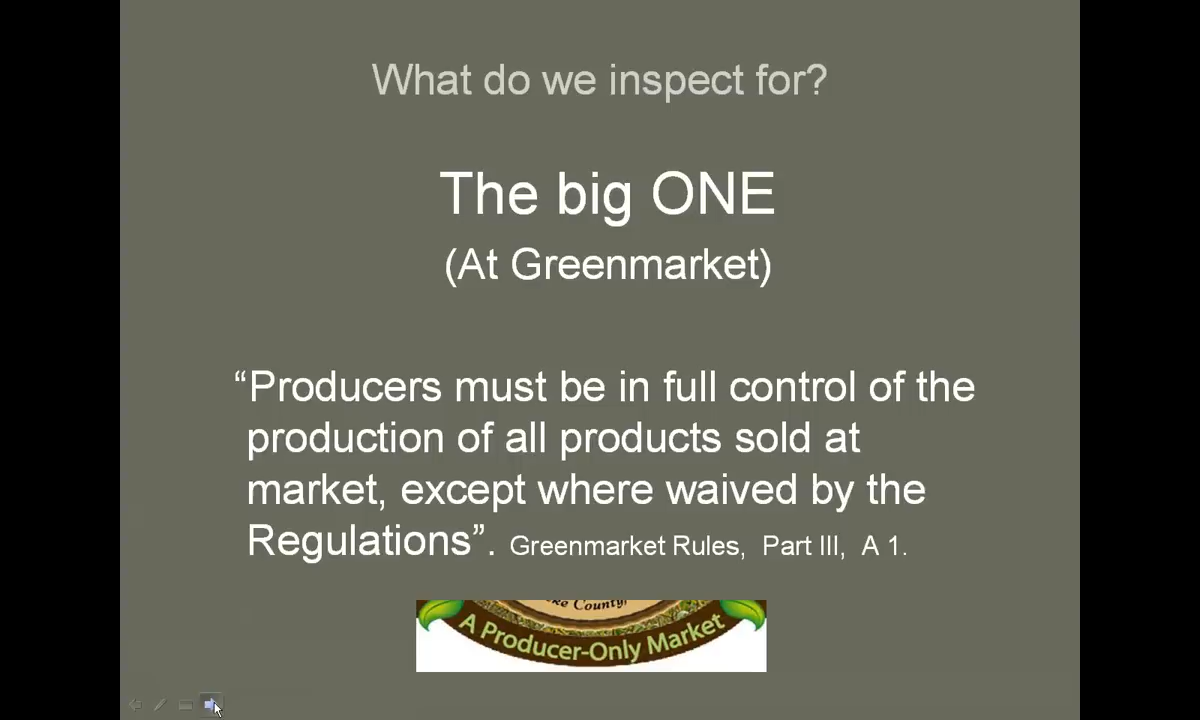 What do we inspect for?
The big ONE
(At Greenmarket)
“Producers must be in full control of the
production of all products sold at
market, except where waived by the
Regulations”. Greenmarket Rules, Part III, A 1.
County,
A Producer-Only Market